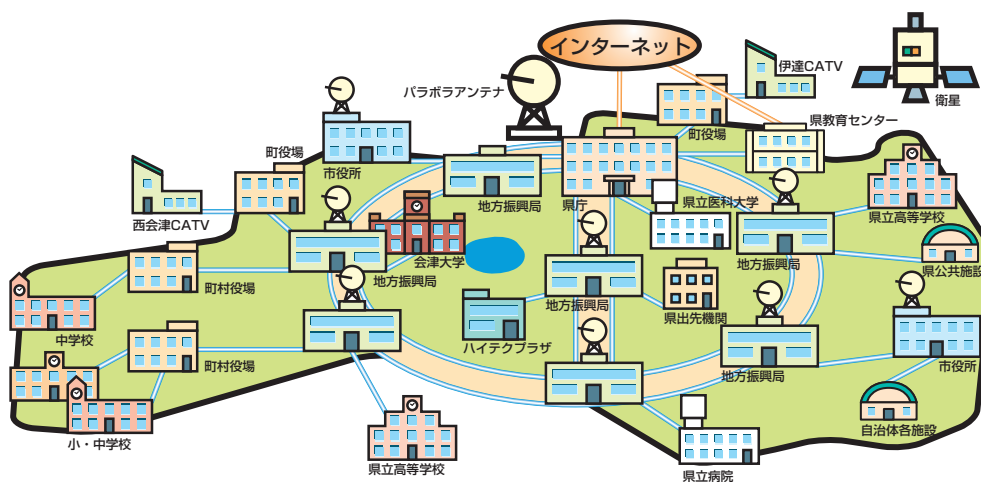 インターネット
伊達CATV
衛星
パラボラアンテナ
町役場
県教育センター
町役場
市役所
地方振興局
県庁
県立医科大学
県立高等学校
西会津CATV
会津大学
地方振興局
地方振興局
県公共施設
町村役場
地方振興局
県出先機関
中学校
ハイテクプラザ
町村役場
地方振興局
市役所
自治体各施設
小・中学校
県立高等学校
県立病院